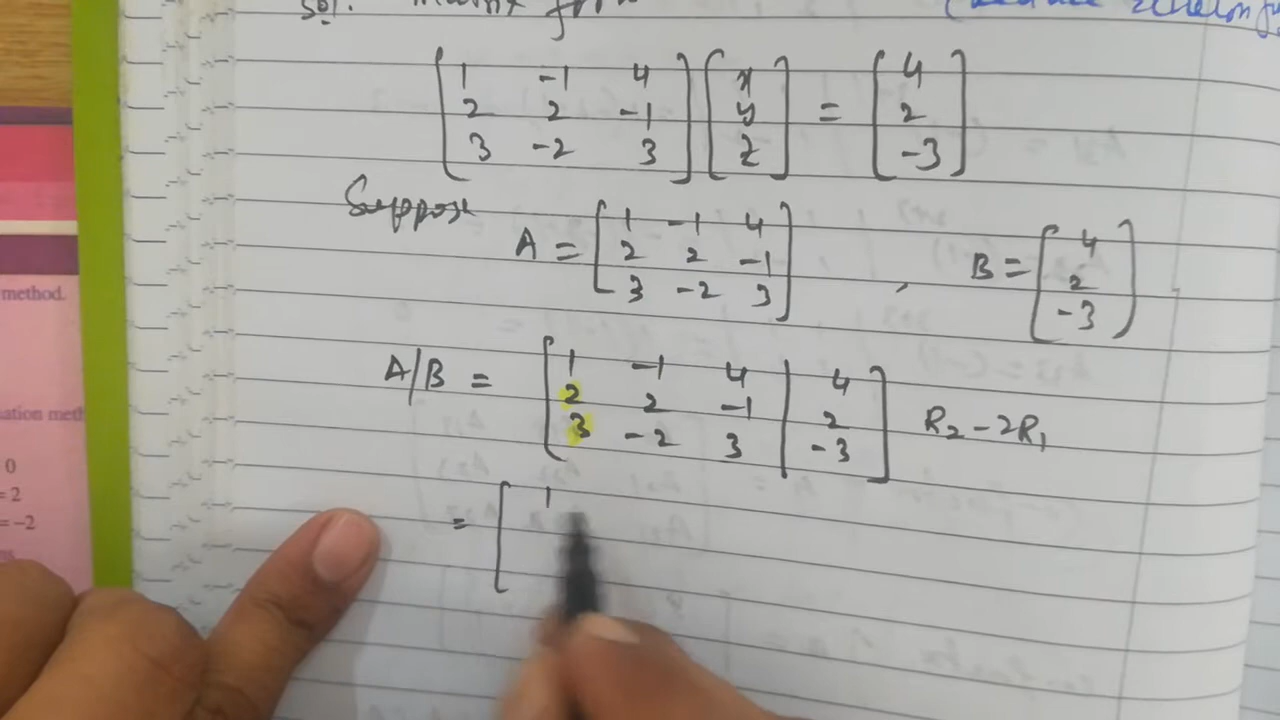 Sol. Matrix form
1 -1 4 x = 4
2 2 -1 y 2
3 -2 3 z -3
Suppose
A = 1 -1 4 , B = 4
2 2 -1 2
3 -2 3 -3
A/B = 1 -1 4 | 4
2 2 -1 | 2 R₂ - 2R₁
3 -2 3 | -3
= 1
method.
0
= 2
= -2